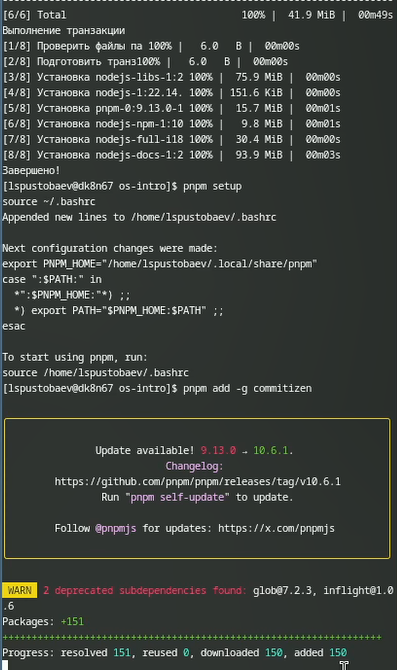 [6/6] Total 100% | 41.9 MiB | 00m49s
Выполнение транзакции
[1/8] Проверить файлы па 100% | 6.0 B | 00m00s
[2/8] Подготовить транз100% | 6.0 B | 00m00s
[3/8] Установка nodejs-libs-1:2 100% | 75.9 MiB | 00m00s
[4/8] Установка nodejs-1:22.14. 100% | 151.6 KiB | 00m00s
[5/8] Установка pnpm-0:9.13.0-1 100% | 15.7 MiB | 00m01s
[6/8] Установка nodejs-npm-1:10 100% | 9.8 MiB | 00m01s
[7/8] Установка nodejs-full-i18 100% | 30.4 MiB | 00m00s
[8/8] Установка nodejs-docs-1:2 100% | 93.9 MiB | 00m03s
Завершено!
[lspustobaev@dk8n67 os-intro]$ pnpm setup
source ~/.bashrc
Appended new lines to /home/lspustobaev/.bashrc
Next configuration changes were made:
export PNPM_HOME="/home/lspustobaev/.local/share/pnpm"
case ":$PATH:" in
*":$PNPM_HOME:"*) ;;
*) export PATH="$PNPM_HOME:$PATH" ;;
esac
To start using pnpm, run:
source /home/lspustobaev/.bashrc
[lspustobaev@dk8n67 os-intro]$ pnpm add -g commitizen
Update available! 9.13.0 → 10.6.1.
Changelog:
https://github.com/pnpm/pnpm/releases/tag/v10.6.1
Run "pnpm self-update" to update.
Follow @pnpmjs for updates: https://x.com/pnpmjs
WARN 2 deprecated subdependencies found: glob@7.2.3, inflight@1.0
.6
Packages: +151
++++++++++++++++++++++++++++++++++++++++++++++++++++++++++++++++
Progress: resolved 151, reused 0, downloaded 150, added 150